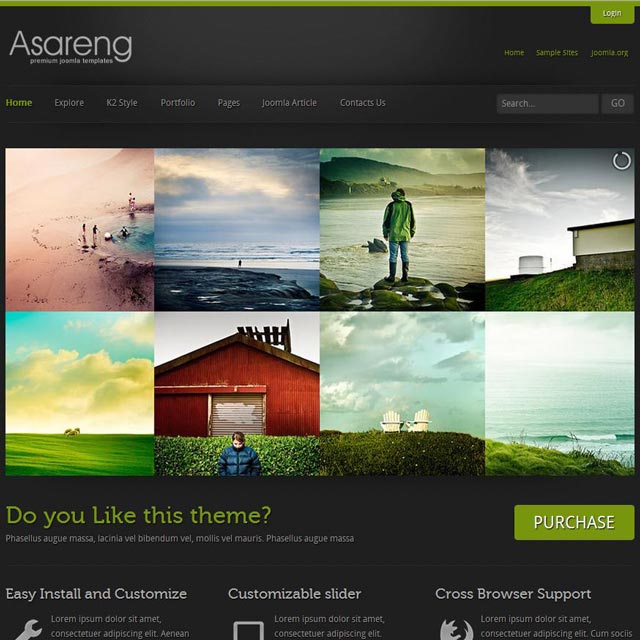 Login
Asareng
premium joomla templates
Home Sample Sites Joomla.org
Home Explore K2 Style Portfolio Pages Joomla Article Contacts Us Search... GO
Do you Like this theme?
PURCHASE
Phasellus augue massa, lacinia vel bibendum vel, mollis vel mauris. Phasellus augue massa
Easy Install and Customize
Lorem ipsum dolor sit amet,
consectetuer adipiscing elit. Aenean
Customizable slider
Lorem ipsum dolor sit amet,
consectetuer adipiscing elit. Cum sociis
Cross Browser Support
Lorem ipsum dolor sit amet,
consectetuer adipiscing elit. Cum sociis